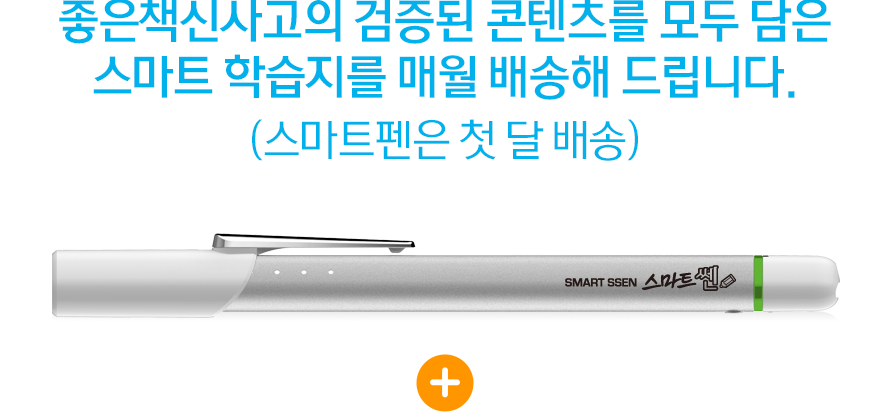 좋은책신사고의 검증된 콘텐츠를 모두 담은
스마트 학습지를 매월 배송해 드립니다.
(스마트펜은 첫 달 배송)
SMART SSEN 스마트쎈